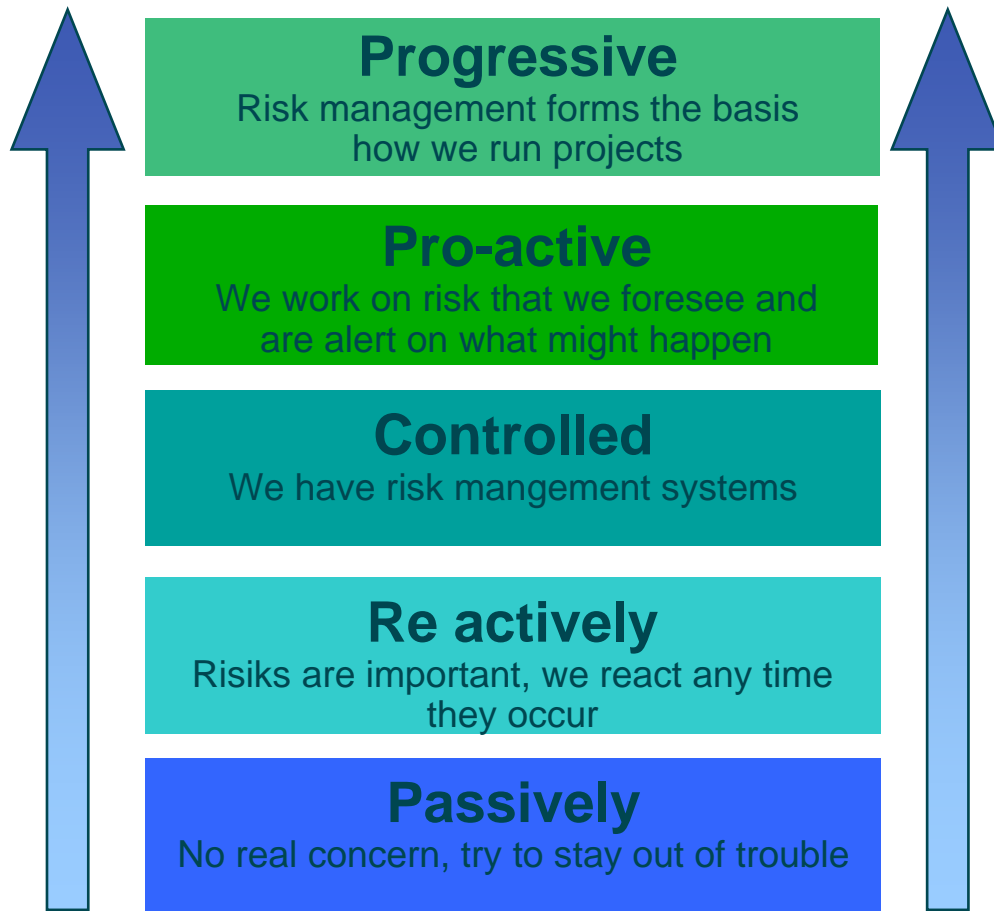 Progressive
Risk management forms the basis
how we run projects
Pro-active
We work on risk that we foresee and
are alert on what might happen
Controlled
We have risk mangement systems
Re actively
Risiks are important, we react any time
they occur
Passively
No real concern, try to stay out of trouble